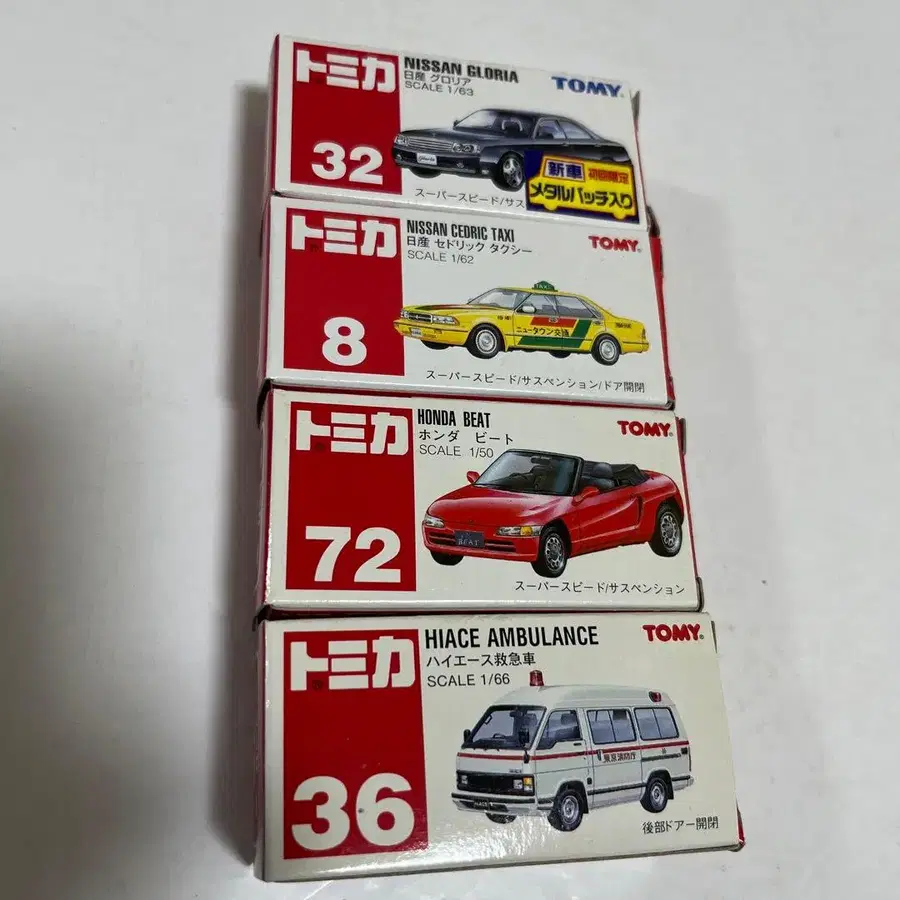 トミカ
32
NISSAN GLORIA
日産 グロリア
SCALE 1/63
TOMY
Gloria
スーパースピード/サス
新車 初回限定
メタルバッチ入り
トミカ
8
NISSAN CEDRIC TAXI
日産 セドリック タクシー
SCALE 1/62
TOMY
TAXI
ニュータウン交通
スーパースピード/サスペンション/ドア開閉
トミカ
72
HONDA BEAT
ホンダ ビート
SCALE 1/50
TOMY
BEAT
スーパースピード/サスペンション
トミカ
36
HIACE AMBULANCE
ハイエース救急車
SCALE 1/66
TOMY
東京消防庁
HIACE
後部ドアー開閉